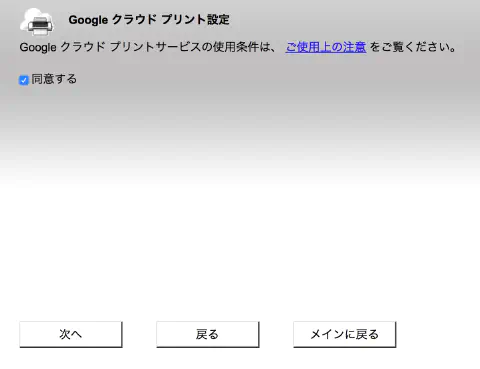 Google クラウド プリント設定
Google クラウド プリントサービスの使用条件は、 ご使用上の注意 をご覧ください。
同意する
次へ
戻る
メインに戻る